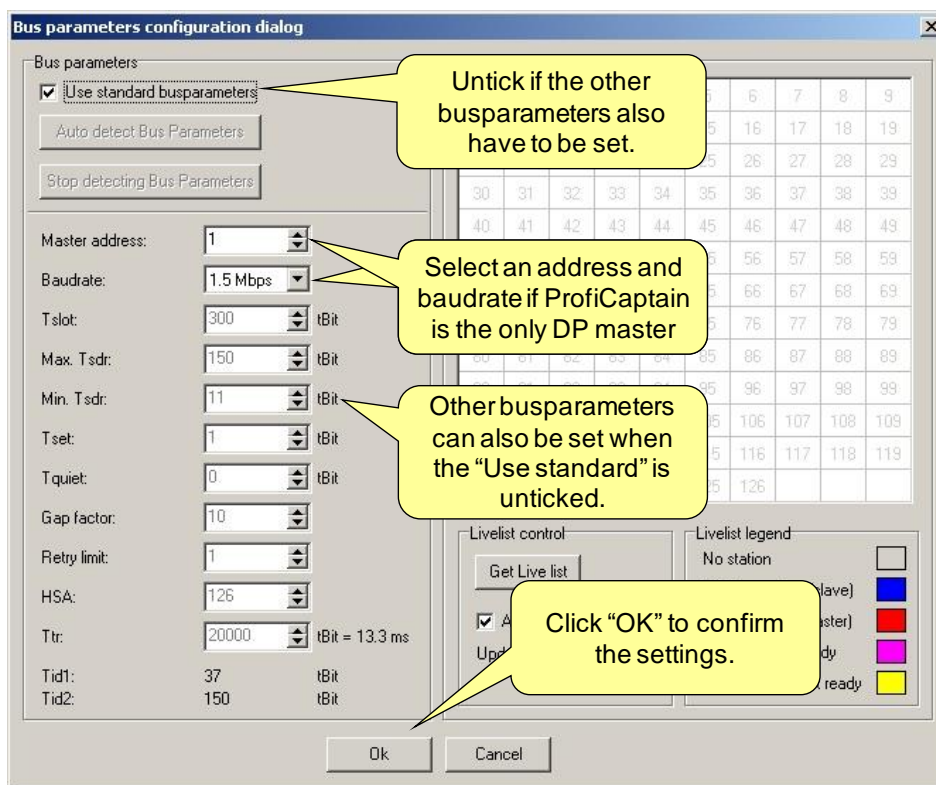 Bus parameters configuration dialog
Bus parameters
Use standard busparameters
Auto detect Bus Parameters
Stop detecting Bus Parameters
Untick if the other
busparameters also
have to be set.
Master address: 1
Baudrate: 1.5 Mbps
Tslot: 300 tBit
Max. Tsdr: 150 tBit
Min. Tsdr: 11 tBit
Tset: 1 tBit
Tquiet: 0 tBit
Gap factor: 10
Retry limit: 1
HSA: 126
Ttr: 20000 tBit = 13.3 ms
Tid1: 37 tBit
Tid2: 150 tBit
Select an address and
baudrate if ProfiCaptain
is the only DP master
Other busparameters
can also be set when
the “Use standard” is
unticked.
6 7 8 9
16 17 18 19
26 27 28 29
30 31 32 33 34 35 36 37 38 39
40 41 42 43 44 45 46 47 48 49
56 57 58 59
66 67 68 69
76 77 78 79
85 86 87 88 89
95 96 97 98 99
106 107 108 109
116 117 118 119
126
Livelist control
Get Live list
Livelist legend
No station
ready
Click “OK” to confirm
the settings.
Ok
Cancel